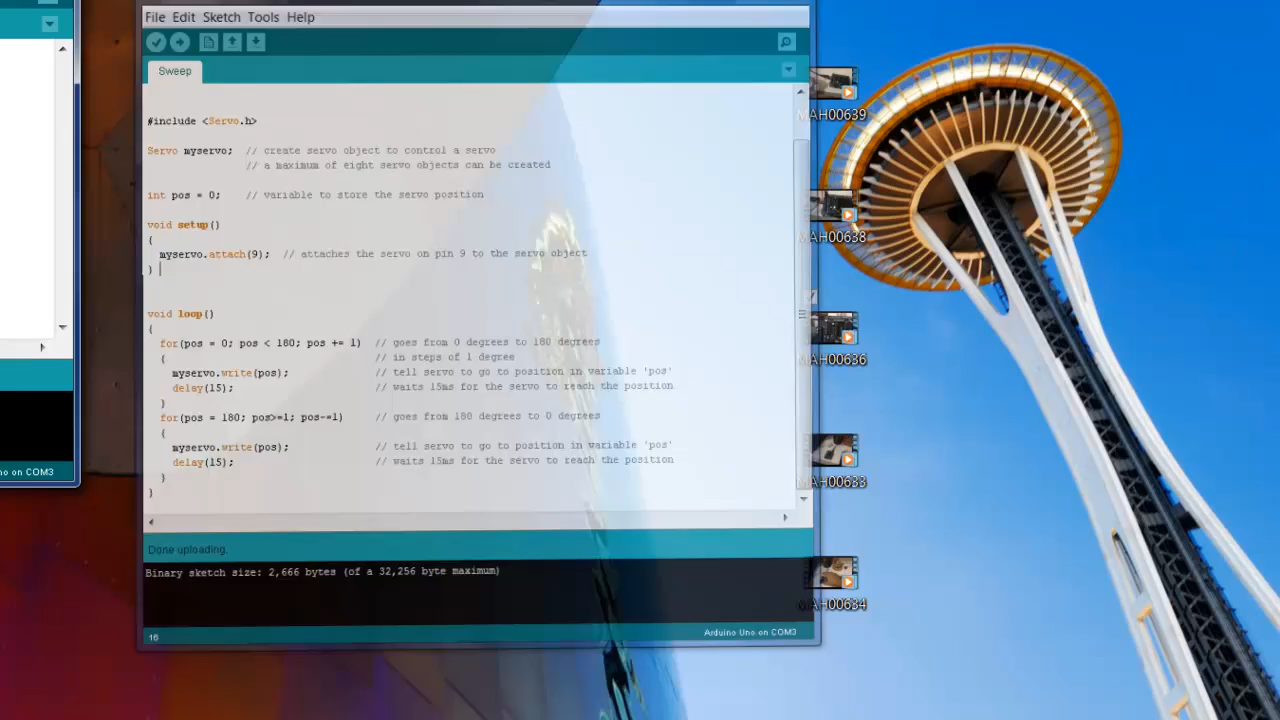 File Edit Sketch Tools Help
Sweep
#include <Servo.h>
Servo myservo;  // create servo object to control a servo
// a maximum of eight servo objects can be created
int pos = 0;    // variable to store the servo position
void setup()
{
myservo.attach(9);  // attaches the servo on pin 9 to the servo object
}
void loop()
{
for(pos = 0; pos < 180; pos += 1)  // goes from 0 degrees to 180 degrees
{                                  // in steps of 1 degree
myservo.write(pos);              // tell servo to go to position in variable 'pos'
delay(15);                       // waits 15ms for the servo to reach the position
}
for(pos = 180; pos>=1; pos-=1)     // goes from 180 degrees to 0 degrees
{
myservo.write(pos);              // tell servo to go to position in variable 'pos'
delay(15);                       // waits 15ms for the servo to reach the position
}
}
Done uploading.
Binary sketch size: 2,666 bytes (of a 32,256 byte maximum)
16
Arduino Uno on COM3
no on COM3
MAH00639
MAH00638
MAH00636
MAH00633
MAH00634